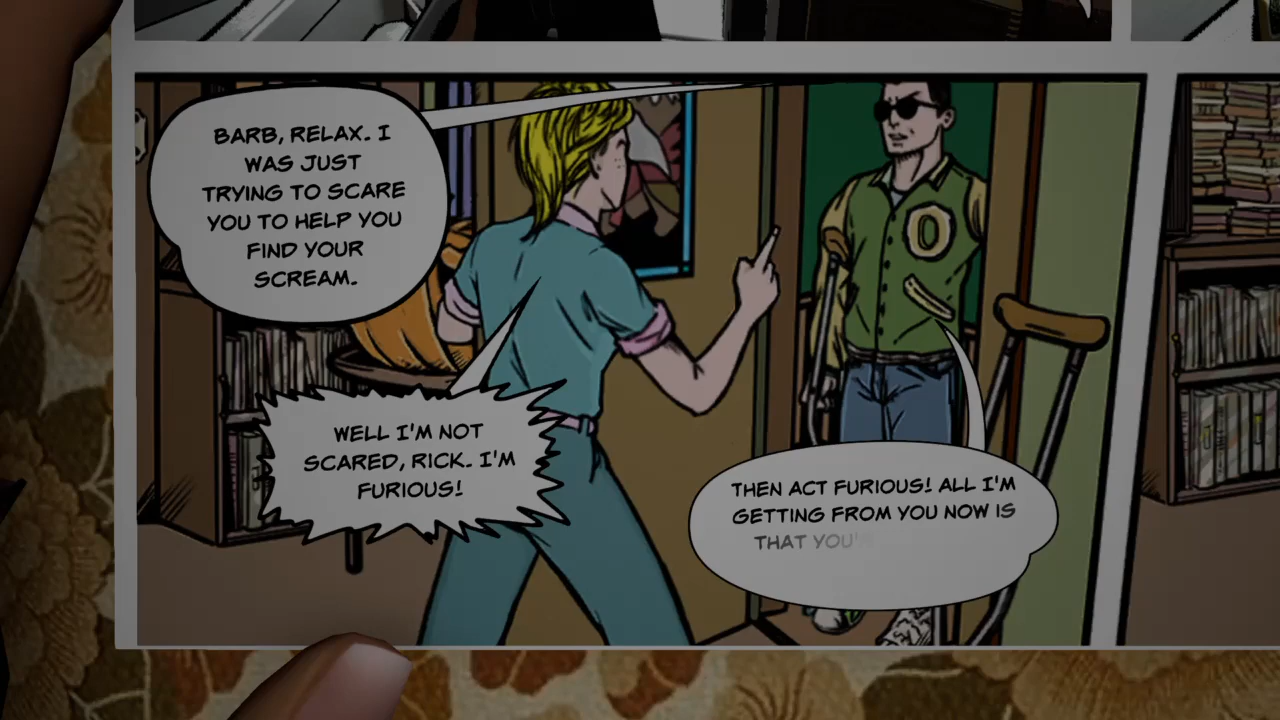 BARB, RELAX. I
WAS JUST
TRYING TO SCARE
YOU TO HELP YOU
FIND YOUR
SCREAM.
WELL I'M NOT
SCARED, RICK. I'M
FURIOUS!
O
THEN ACT FURIOUS! ALL I'M
GETTING FROM YOU NOW IS
THAT